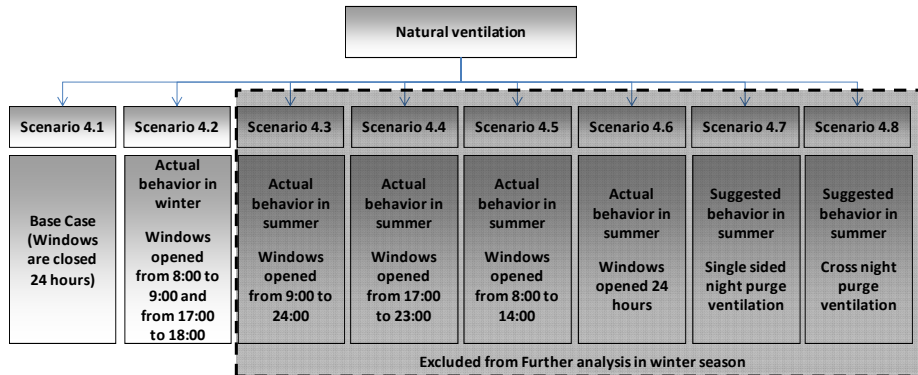 Natural ventilation
Scenario 4.1
Scenario 4.2
Scenario 4.3
Scenario 4.4
Scenario 4.5
Scenario 4.6
Scenario 4.7
Scenario 4.8
Base Case
(Windows
are closed
24 hours)
Actual
behavior in
winter
Windows
opened
from 8:00 to
9:00 and
from 17:00
to 18:00
Actual
behavior in
summer
Windows
opened
from 9:00 to
24:00
Actual
behavior in
summer
Windows
opened
from 17:00
to 23:00
Actual
behavior in
summer
Windows
opened
from 8:00 to
14:00
Actual
behavior in
summer
Windows
opened 24
hours
Suggested
behavior in
summer
Single sided
night purge
ventilation
Suggested
behavior in
summer
Cross night
purge
ventilation
Excluded from Further analysis in winter season